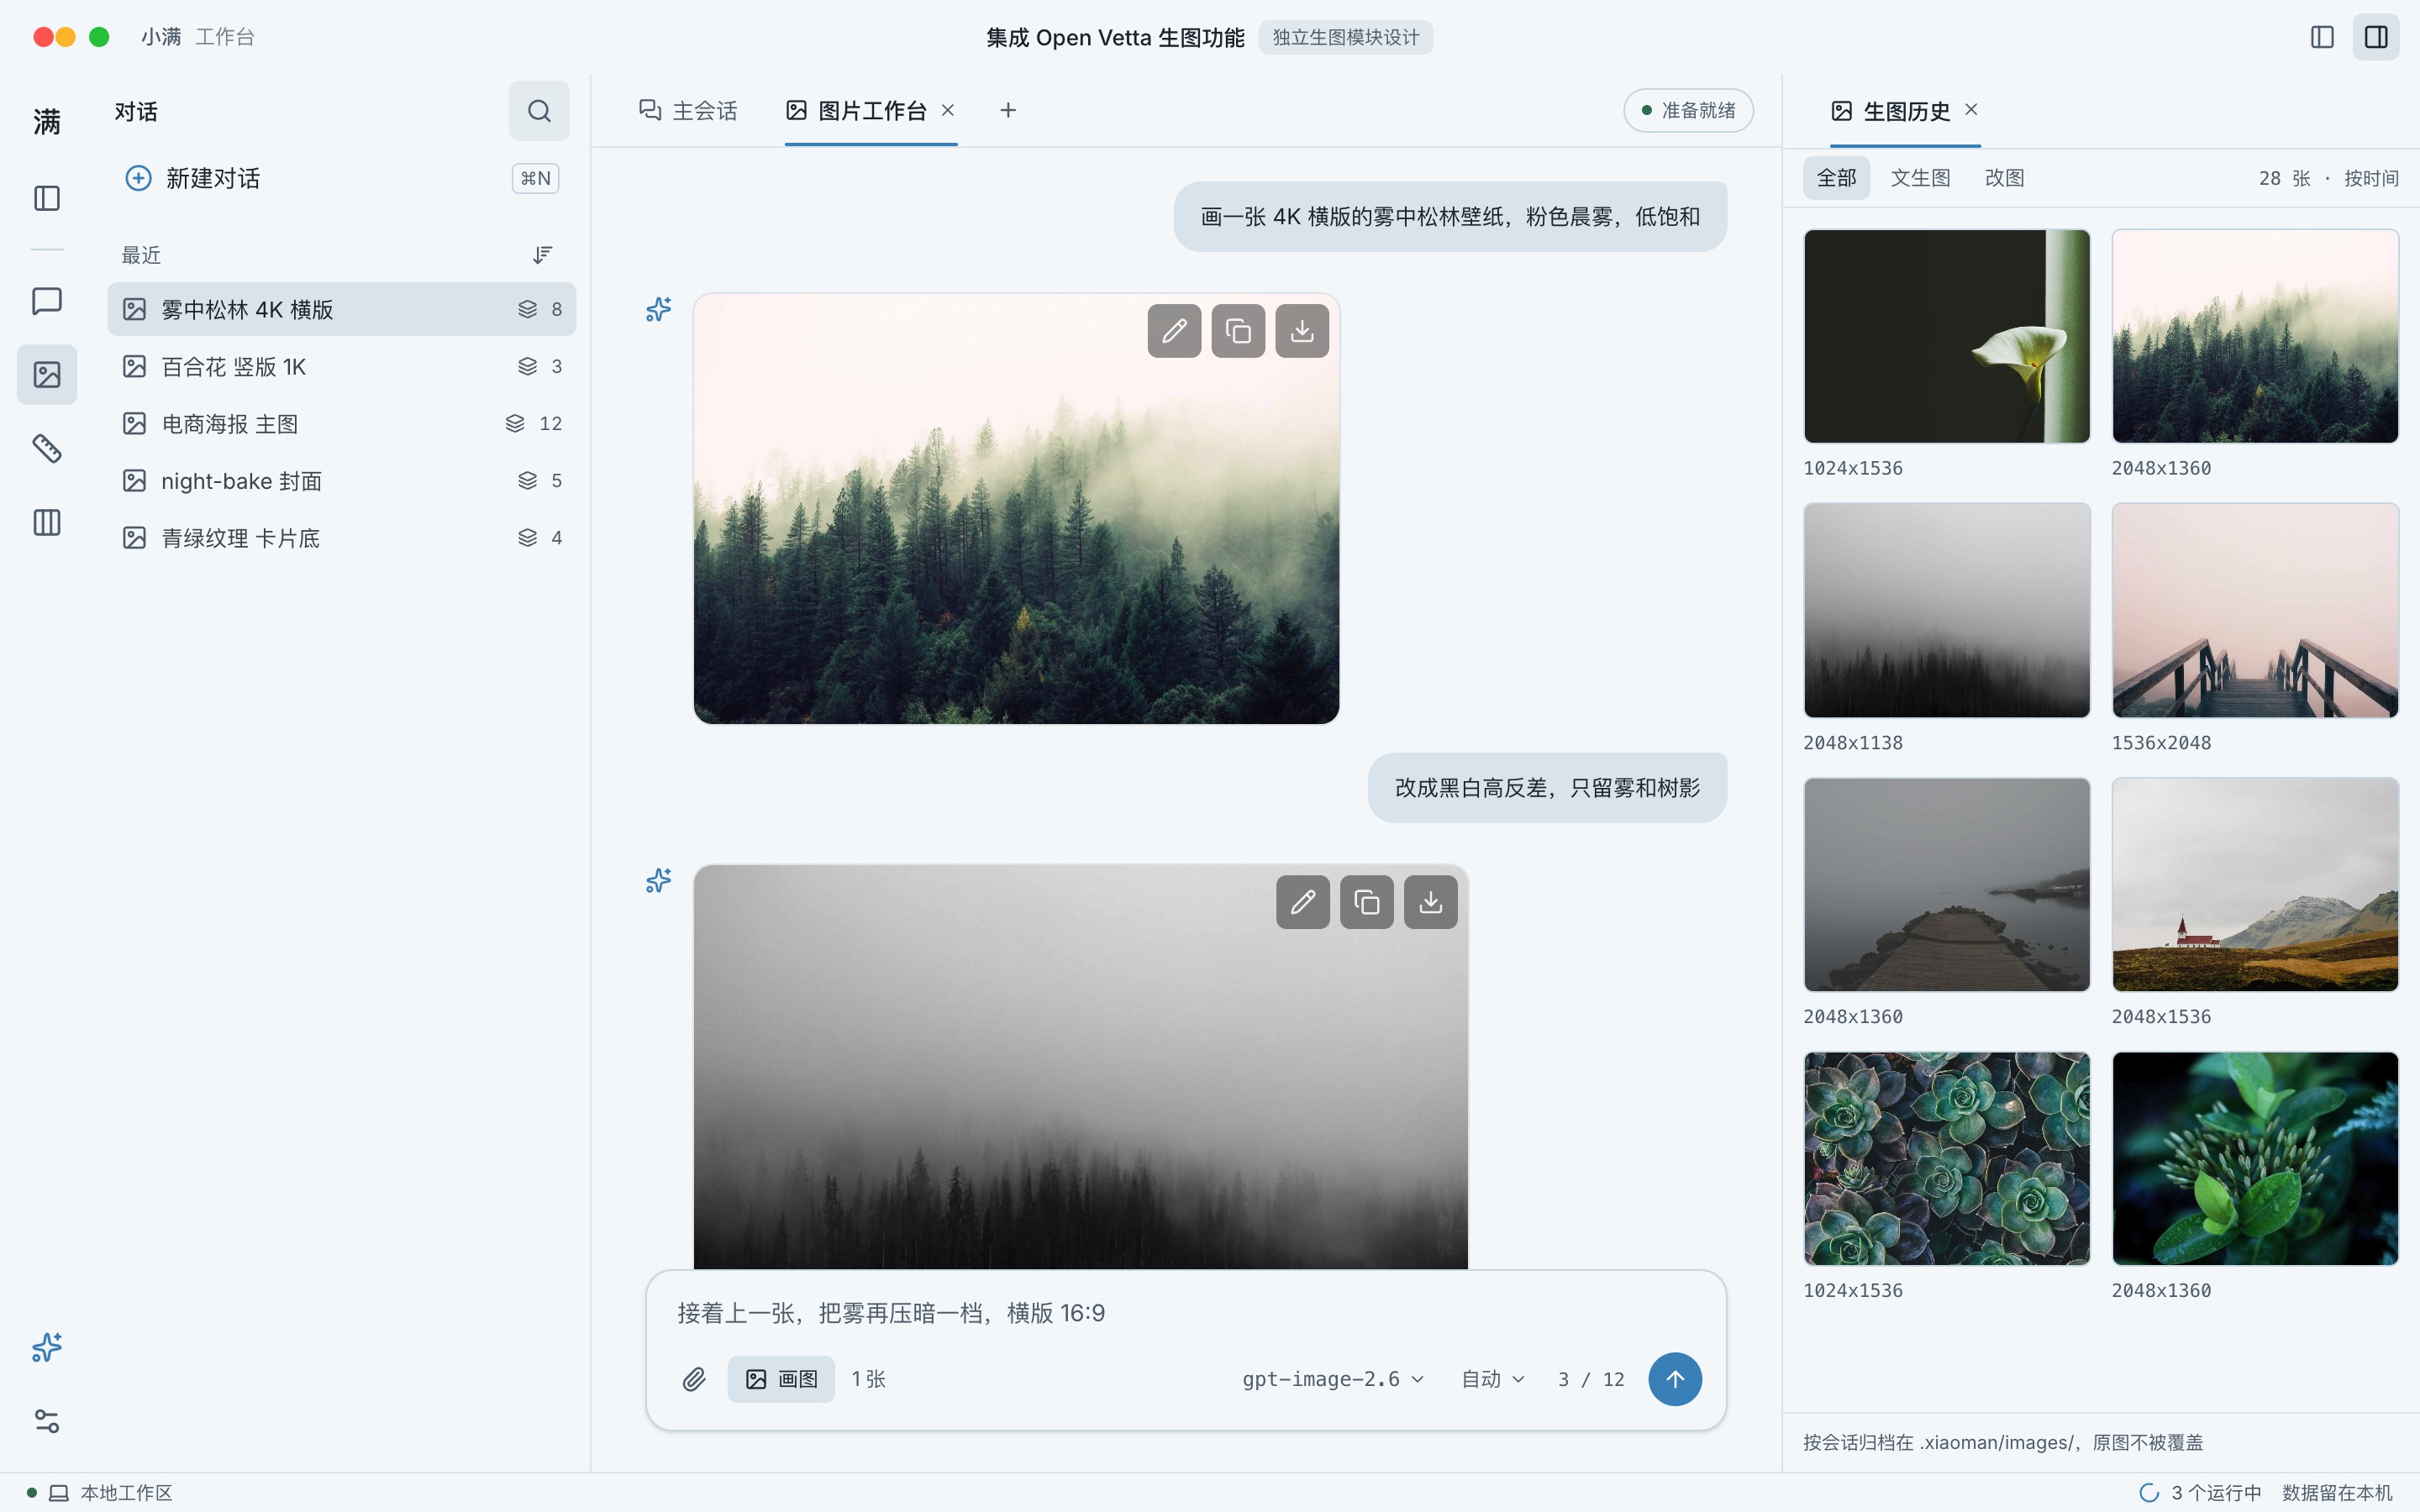 小满 工作台
集成 Open Vetta 生图功能 独立生图模块设计
满
对话
新建对话 ⌘N
最近
雾中松林 4K 横版 8
百合花 竖版 1K 3
电商海报 主图 12
night-bake 封面 5
青绿纹理 卡片底 4
主会话 图片工作台 准备就绪
画一张 4K 横版的雾中松林壁纸，粉色晨雾，低饱和
改成黑白高反差，只留雾和树影
接着上一张，把雾再压暗一档，横版 16:9
画图 1 张 gpt-image-2.6 自动 3 / 12
生图历史
全部 文生图 改图 28 张 · 按时间
1024x1536 2048x1360
2048x1138 1536x2048
2048x1360 2048x1536
1024x1536 2048x1360
按会话归档在 .xiaoman/images/，原图不被覆盖
本地工作区 3 个运行中 数据留在本机